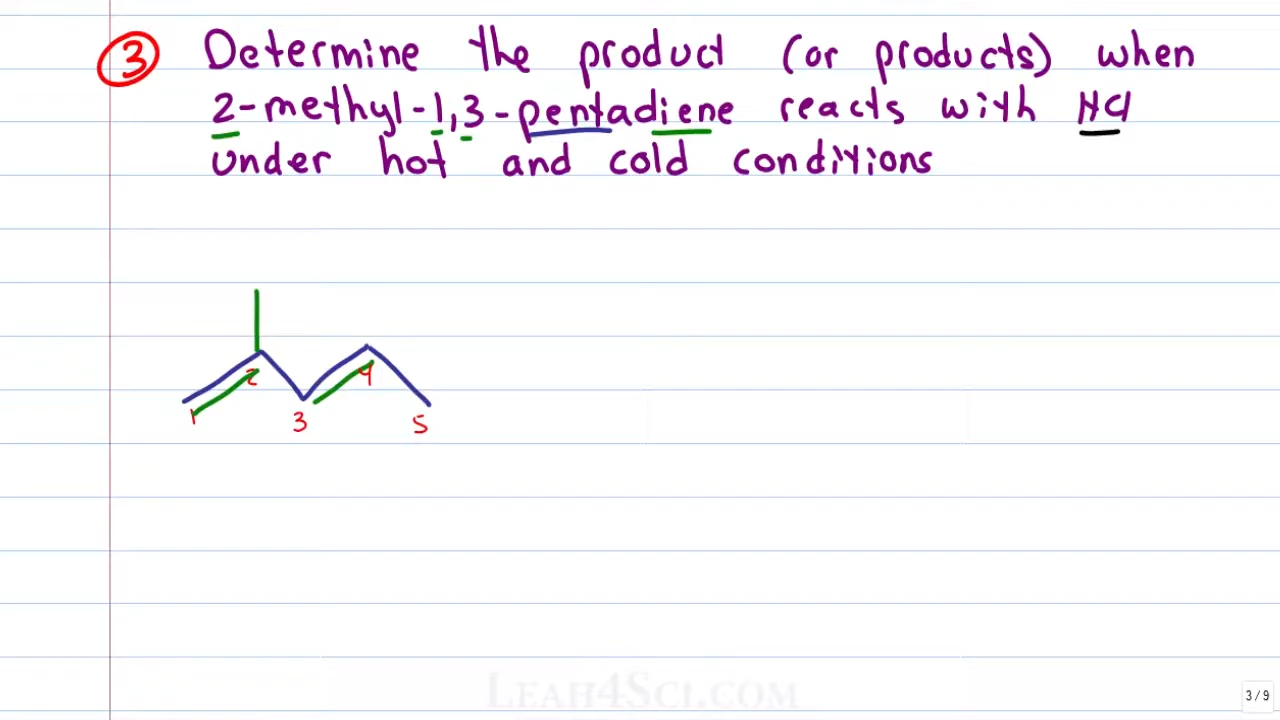 3 Determine the product (or products) when
2-methyl-1,3-pentadiene reacts with HCl
under hot and cold conditions
2 4
1 3 5
LEAH4SCI.COM
3/9